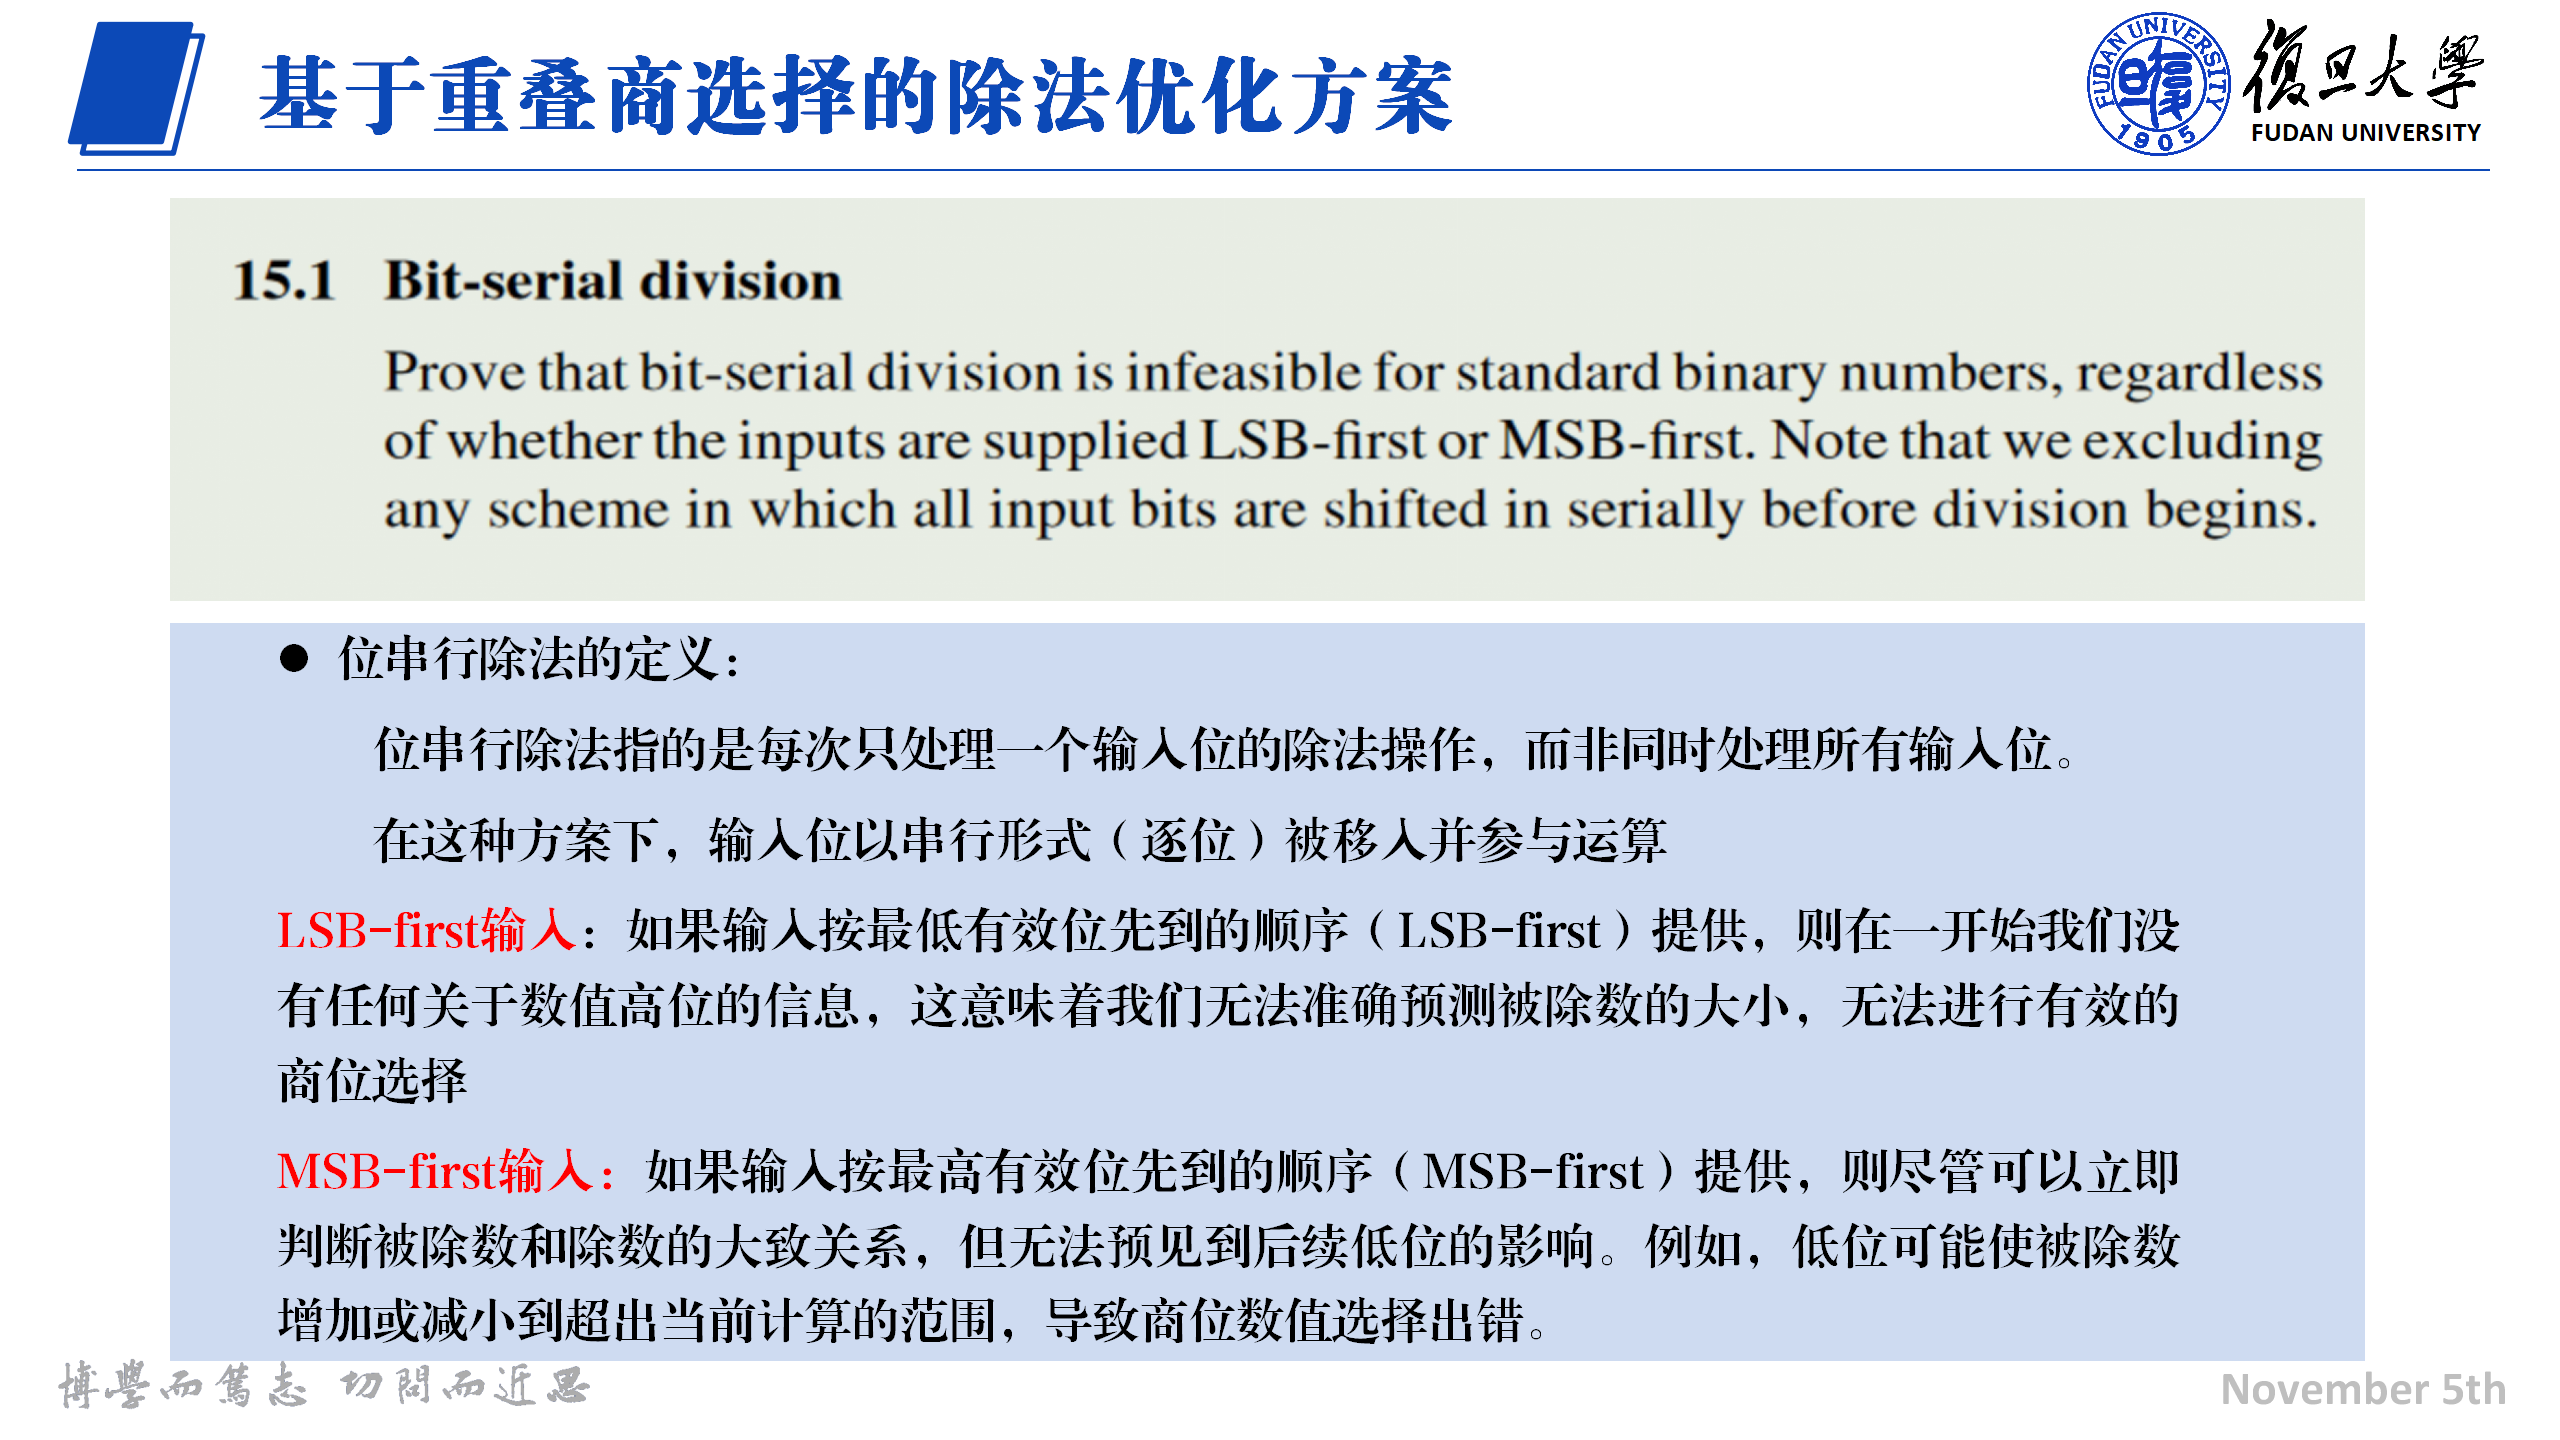 基于重叠商选择的除法优化方案
FUDAN UNIVERSITY
1905
復旦大學
FUDAN UNIVERSITY
15.1 Bit-serial division
Prove that bit-serial division is infeasible for standard binary numbers, regardless
of whether the inputs are supplied LSB-first or MSB-first. Note that we excluding
any scheme in which all input bits are shifted in serially before division begins.
● 位串行除法的定义：
位串行除法指的是每次只处理一个输入位的除法操作，而非同时处理所有输入位。
在这种方案下，输入位以串行形式（逐位）被移入并参与运算
LSB-first输入：如果输入按最低有效位先到的顺序（LSB-first）提供，则在一开始我们没
有任何关于数值高位的信息，这意味着我们无法准确预测被除数的大小，无法进行有效的
商位选择
MSB-first输入：如果输入按最高有效位先到的顺序（MSB-first）提供，则尽管可以立即
判断被除数和除数的大致关系，但无法预见到后续低位的影响。例如，低位可能使被除数
增加或减小到超出当前计算的范围，导致商位数值选择出错。
博學而篤志 切問而近思
November 5th